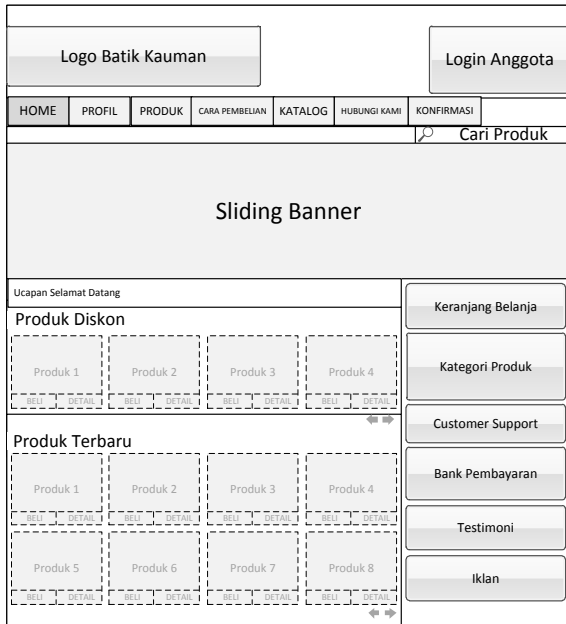 Logo Batik Kauman
Login Anggota
HOME PROFIL PRODUK CARA PEMBELIAN KATALOG HUBUNGI KAMI KONFIRMASI
Cari Produk
Sliding Banner
Ucapan Selamat Datang
Produk Diskon
Produk 1 Produk 2 Produk 3 Produk 4
BELI DETAIL BELI DETAIL BELI DETAIL BELI DETAIL
Produk Terbaru
Produk 1 Produk 2 Produk 3 Produk 4
BELI DETAIL BELI DETAIL BELI DETAIL BELI DETAIL
Produk 5 Produk 6 Produk 7 Produk 8
BELI DETAIL BELI DETAIL BELI DETAIL BELI DETAIL
Keranjang Belanja
Kategori Produk
Customer Support
Bank Pembayaran
Testimoni
Iklan